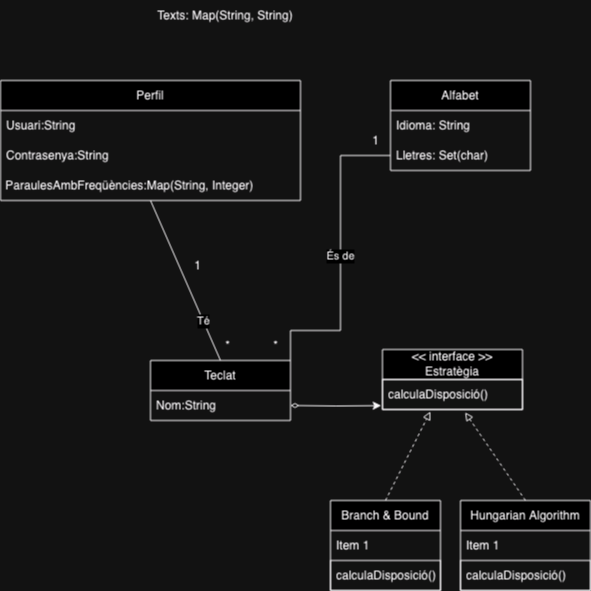 Texts: Map(String, String)
Perfil
Usuari:String
Contrasenya:String
ParaulesAmbFreqüències:Map(String, Integer)
Alfabet
Idioma: String
Lletres: Set(char)
1
És de
1
Té
*
*
Teclat
Nom:String
<< interface >>
Estratègia
calculaDisposició()
Branch & Bound
Item 1
calculaDisposició()
Hungarian Algorithm
Item 1
calculaDisposició()